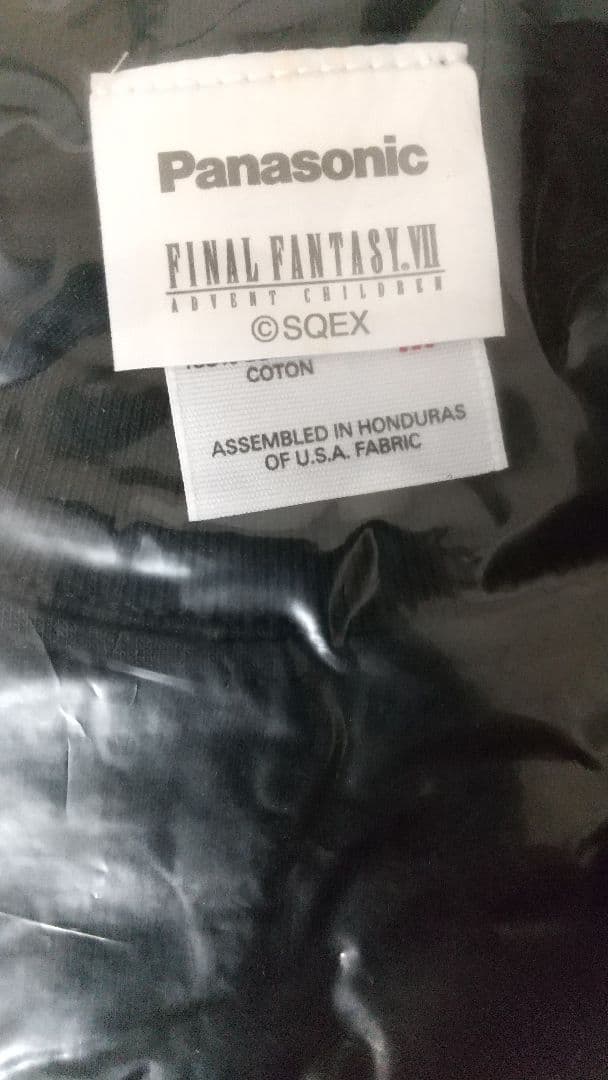 Panasonic
FINAL FANTASY VII
ADVENT CHILDREN
©SQEX
COTON
ASSEMBLED IN HONDURAS
OF U.S.A. FABRIC